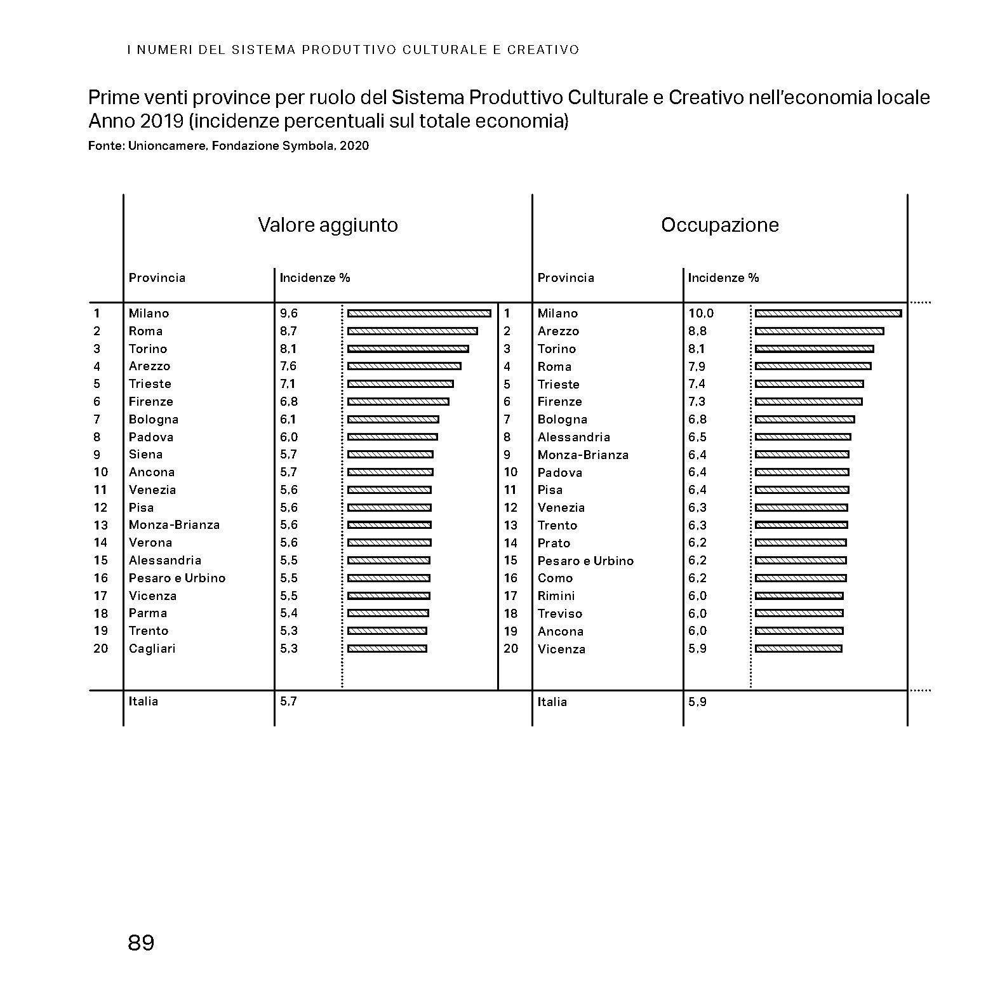 I NUMERI DEL SISTEMA PRODUTTIVO CULTURALE E CREATIVO
Prime venti province per ruolo del Sistema Produttivo Culturale e Creativo nell'economia locale
Anno 2019 (incidenze percentuali sul totale economia)
Fonte: Unioncamere, Fondazione Symbola, 2020
Valore aggiunto Occupazione
Provincia Incidenze % Provincia Incidenze %
1 Milano 9,6 1 Milano 10,0
2 Roma 8,7 2 Arezzo 8,8
3 Torino 8,1 3 Torino 8,1
4 Arezzo 7,6 4 Roma 7,9
5 Trieste 7,1 5 Trieste 7,4
6 Firenze 6,8 6 Firenze 7,3
7 Bologna 6,1 7 Bologna 6,8
8 Padova 6,0 8 Alessandria 6,5
9 Siena 5,7 9 Monza-Brianza 6,4
10 Ancona 5,7 10 Padova 6,4
11 Venezia 5,6 11 Pisa 6,4
12 Pisa 5,6 12 Venezia 6,3
13 Monza-Brianza 5,6 13 Trento 6,3
14 Verona 5,6 14 Prato 6,2
15 Alessandria 5,5 15 Pesaro e Urbino 6,2
16 Pesaro e Urbino 5,5 16 Como 6,2
17 Vicenza 5,5 17 Rimini 6,0
18 Parma 5,4 18 Treviso 6,0
19 Trento 5,3 19 Ancona 6,0
20 Cagliari 5,3 20 Vicenza 5,9
Italia 5,7 Italia 5,9
89